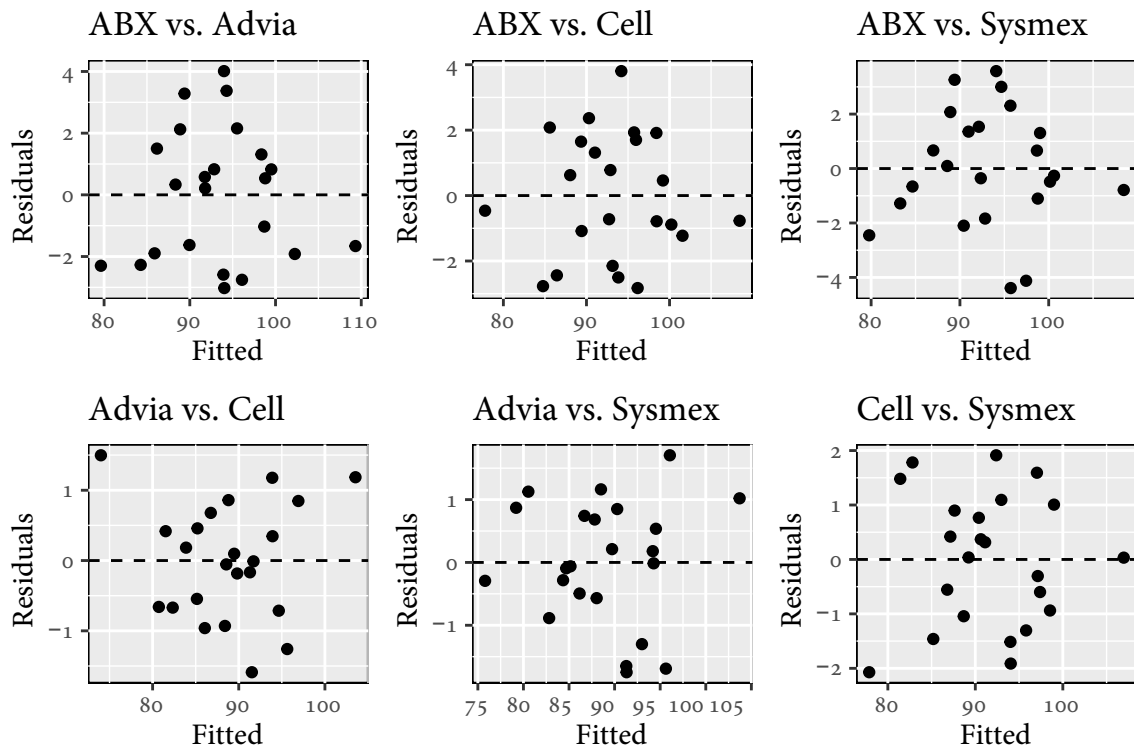 ABX vs. Advia
4
2
0
−2
Residuals
80 90 100 110
Fitted
ABX vs. Cell
4
2
0
−2
Residuals
80 90 100
Fitted
ABX vs. Sysmex
2
0
−2
−4
Residuals
80 90 100
Fitted
Advia vs. Cell
1
0
−1
Residuals
80 90 100
Fitted
Advia vs. Sysmex
1
0
−1
Residuals
75 80 85 90 95 100 105
Fitted
Cell vs. Sysmex
2
1
0
−1
−2
Residuals
80 90 100
Fitted